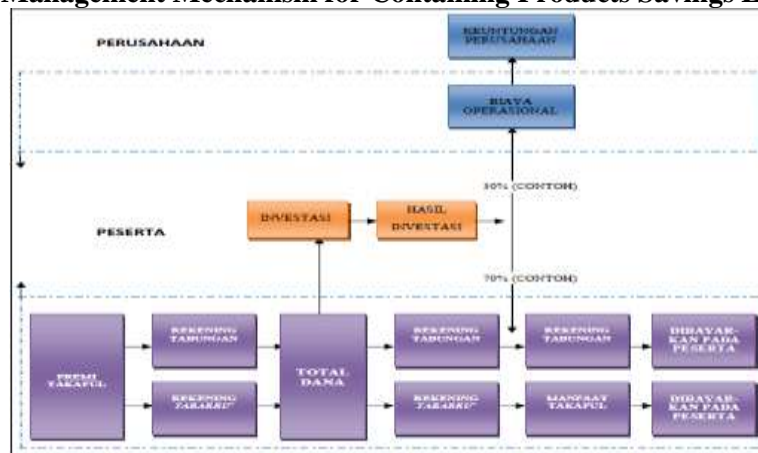 Management Mechanism for Containing Products Savings
PERUSAHAAN
KEUNTUNGAN
PERUSAHAAN
BIAYA
OPERASIONAL
30% (CONTOH)
INVESTASI
HASIL
INVESTASI
PESERTA
70% (CONTOH)
PREMI
TAKAFUL
REKENING
TABUNGAN
REKENING
TABARRU'
TOTAL
DANA
REKENING
TABUNGAN
REKENING
TABARRU'
REKENING
TABUNGAN
MANFAAT
TAKAFUL
DIBAYAR-
KAN PADA
PESERTA
DIBAYAR-
KAN PADA
PESERTA